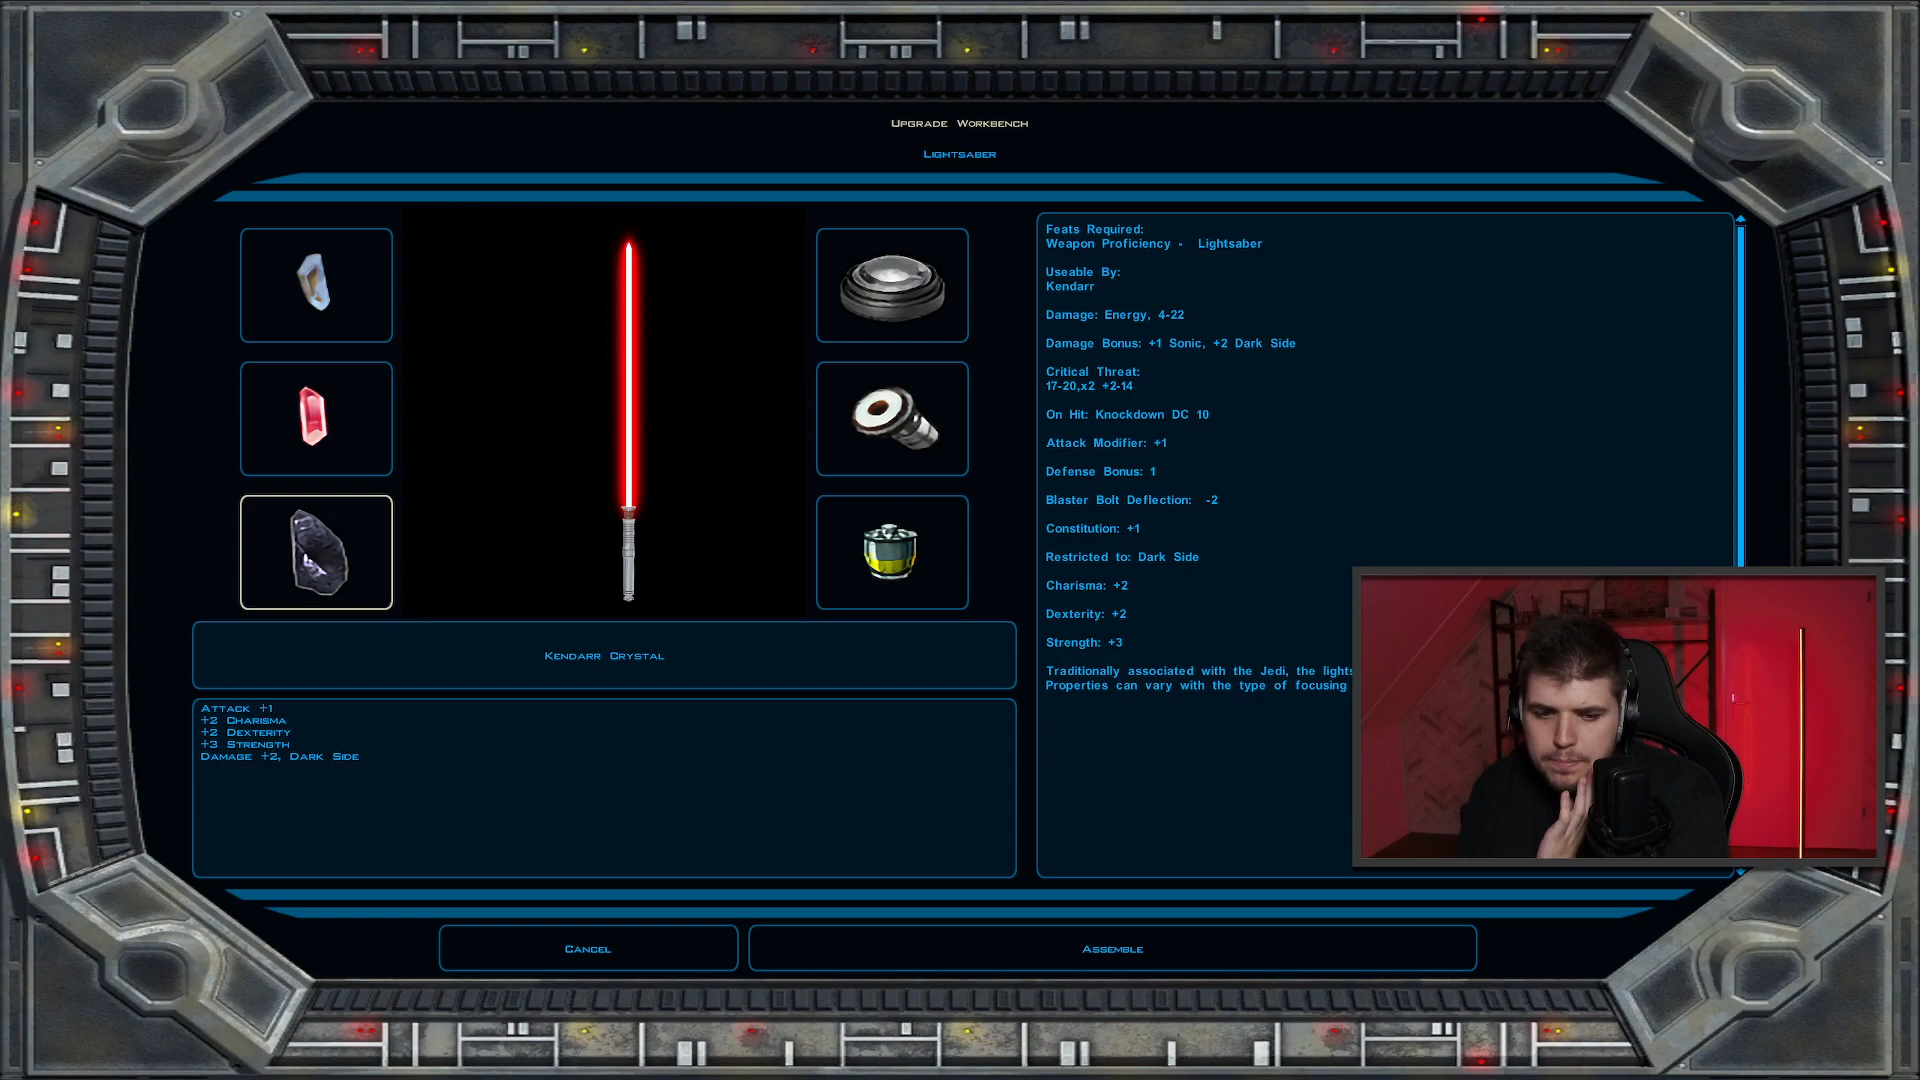 Upgrade Workbench
Lightsaber
Feats Required:
Weapon Proficiency - Lightsaber
Useable By:
Kendarr
Damage: Energy, 4-22
Damage Bonus: +1 Sonic, +2 Dark Side
Critical Threat:
17-20,x2 +2-14
On Hit: Knockdown DC 10
Attack Modifier: +1
Defense Bonus: 1
Blaster Bolt Deflection: -2
Constitution: +1
Restricted to: Dark Side
Charisma: +2
Dexterity: +2
Strength: +3
Traditionally associated with the Jedi, the lights
Properties can vary with the type of focusing
Kendarr Crystal
Attack +1
+2 Charisma
+2 Dexterity
+3 Strength
Damage +2, Dark Side
Cancel
Assemble